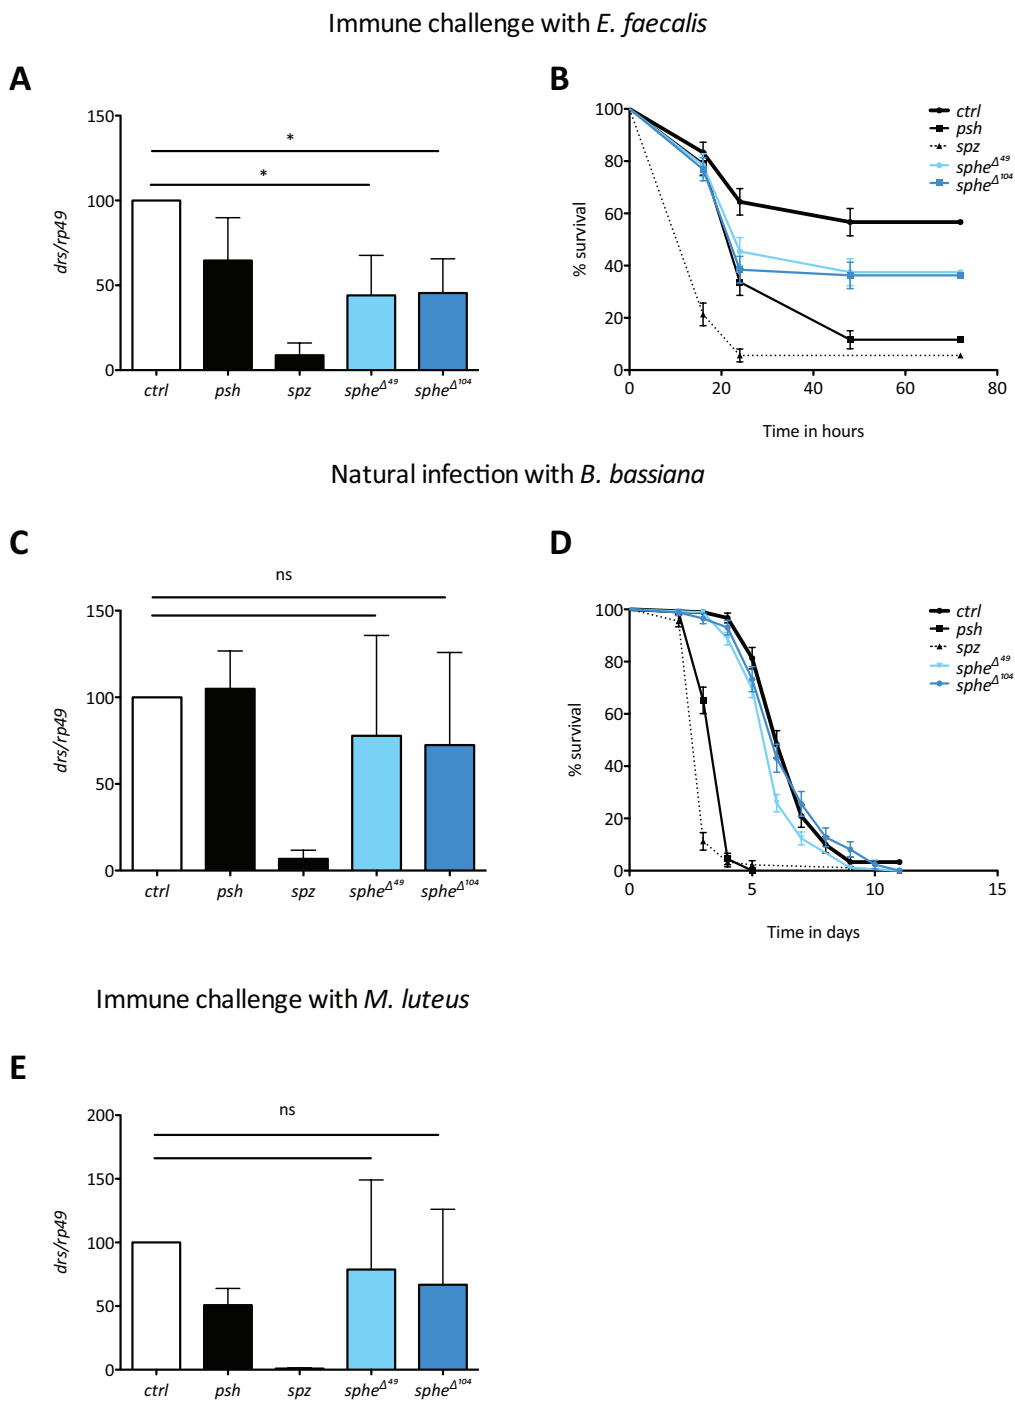 Immune challenge with E. faecalis
A
B
150
100
50
0
drs/rp49
*
*
ctrl psh spz spheΔ49 spheΔ104
100
80
60
40
20
0
% survival
ctrl
psh
spz
spheΔ49
spheΔ104
0 20 40 60 80
Time in hours
Natural infection with B. bassiana
C
D
ns
150
100
50
0
drs/rp49
ctrl psh spz spheΔ49 spheΔ104
100
80
60
40
20
0
% survival
ctrl
psh
spz
spheΔ49
spheΔ104
0 5 10 15
Time in days
Immune challenge with M. luteus
E
ns
200
150
100
50
0
drs/rp49
ctrl psh spz spheΔ49 spheΔ104